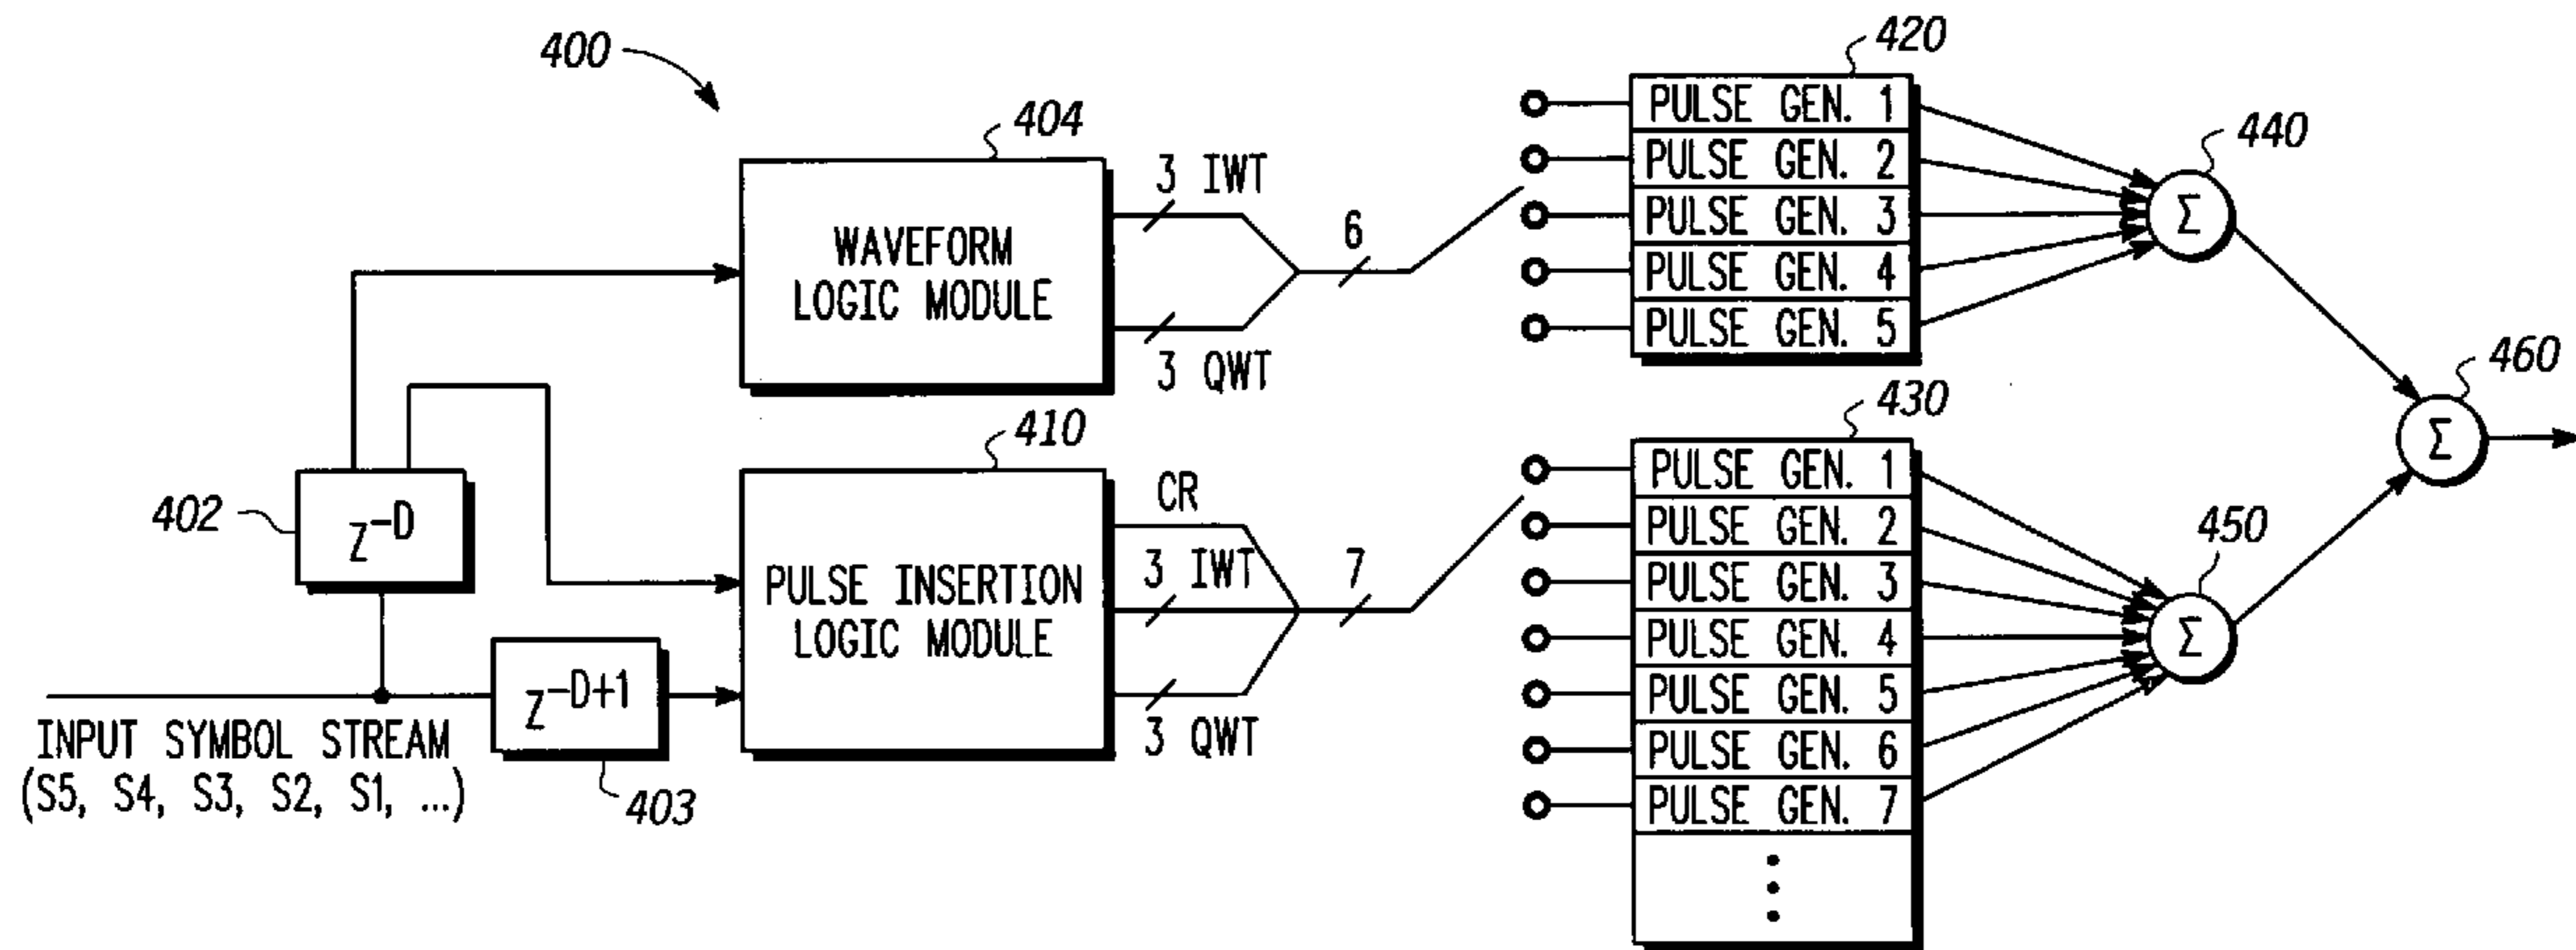 400
404
WAVEFORM
LOGIC MODULE
3 IWT
3 QWT
6
420
PULSE GEN. 1
PULSE GEN. 2
PULSE GEN. 3
PULSE GEN. 4
PULSE GEN. 5
440
Σ
460
Σ
402
Z-D
410
PULSE INSERTION
LOGIC MODULE
CR
3 IWT
3 QWT
7
430
PULSE GEN. 1
PULSE GEN. 2
PULSE GEN. 3
PULSE GEN. 4
PULSE GEN. 5
PULSE GEN. 6
PULSE GEN. 7
450
Σ
Z-D+1
403
INPUT SYMBOL STREAM
(S5, S4, S3, S2, S1, ...)